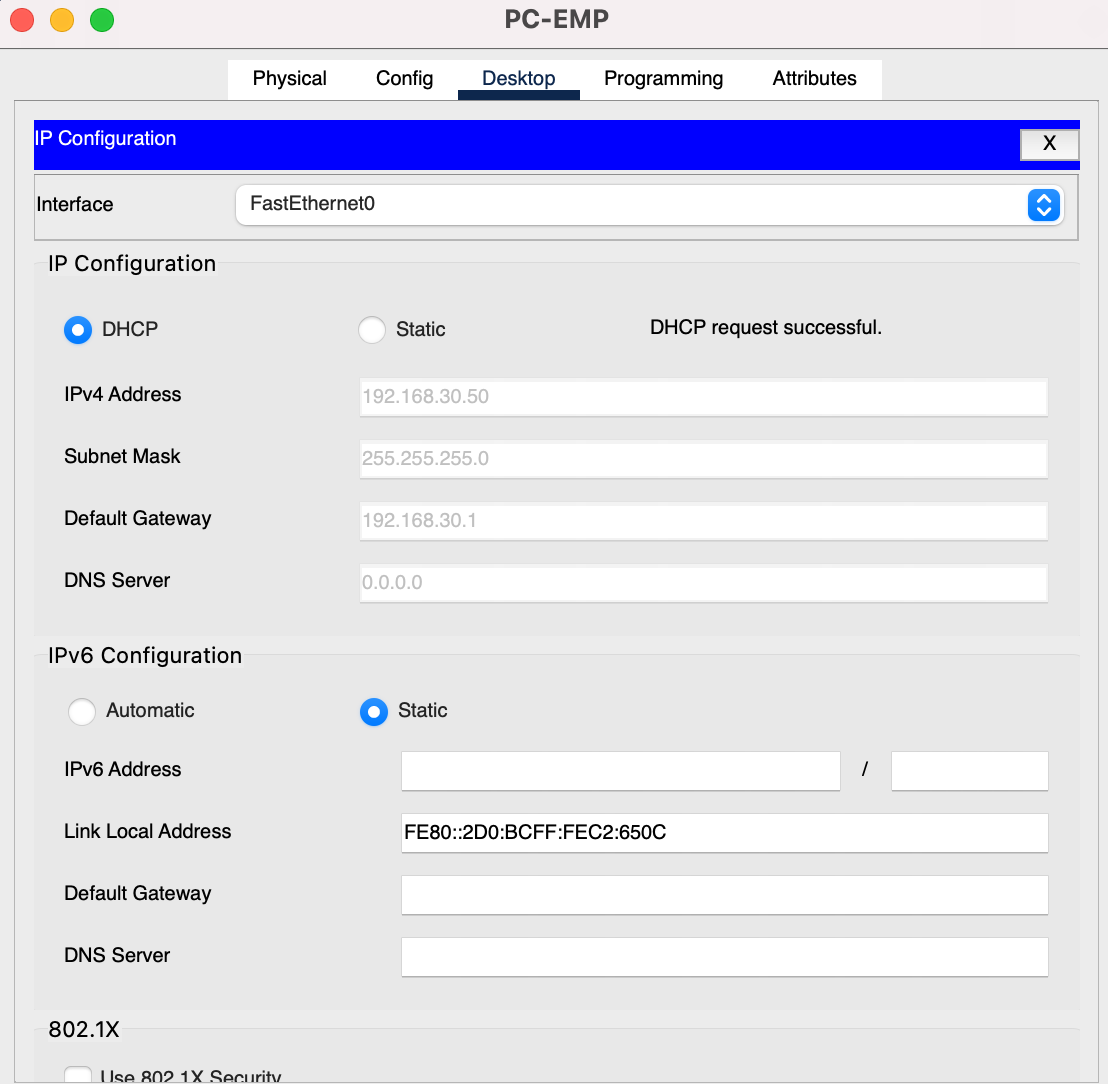 PC-EMP
Physical Config Desktop Programming Attributes
IP Configuration X
Interface FastEthernet0
IP Configuration
DHCP Static DHCP request successful.
IPv4 Address 192.168.30.50
Subnet Mask 255.255.255.0
Default Gateway 192.168.30.1
DNS Server 0.0.0.0
IPv6 Configuration
Automatic Static
IPv6 Address /
Link Local Address FE80::2D0:BCFF:FEC2:650C
Default Gateway
DNS Server
802.1X
Use 802.1X Security